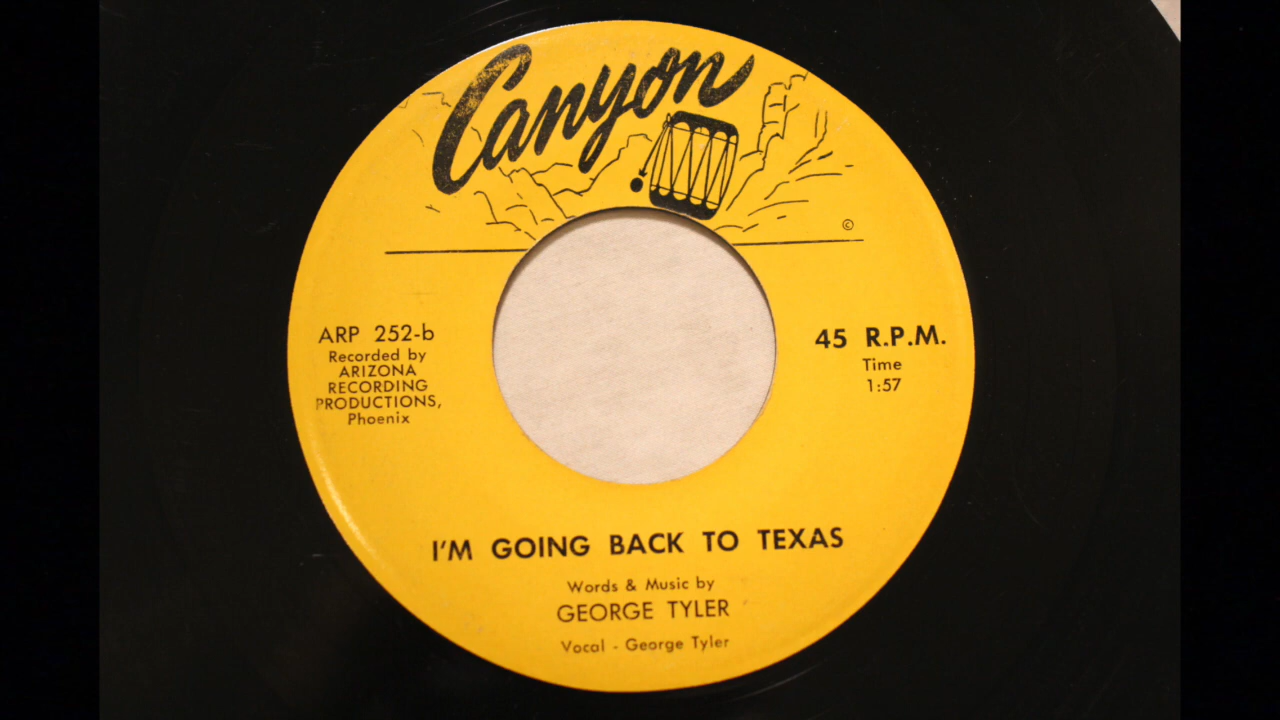 Canyon
©
ARP 252-b
Recorded by
ARIZONA
RECORDING
PRODUCTIONS,
Phoenix
45 R.P.M.
Time
1:57
I'M GOING BACK TO TEXAS
Words & Music by
GEORGE TYLER
Vocal - George Tyler